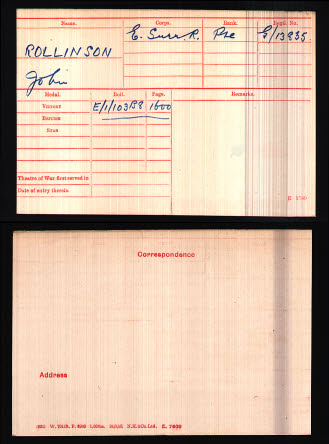 Name. Corps. Rank. Regtl. No.
ROLLINSON E. Surr. R. Pte G/13835
John
Medal. Roll. Page. Remarks.
Victory E/1/103B8 1600
British
Star
Theatre of War first served in
Date of entry therein
Correspondence
Address